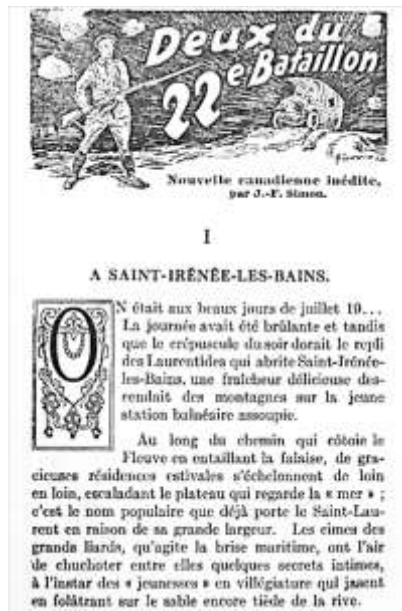 Deux du
22e Bataillon
Nouvelle canadienne inédite,
par J.-F. Simon.
I
A SAINT-IRÉNÉE-LES-BAINS.
ON était aux beaux jours de juillet 19...
La journée avait été brûlante et tandis
que le crépuscule du soir dorait le repli
des Laurentides qui abrite Saint-Irénée-
les-Bains, une fraîcheur délicieuse des-
cendait des montagnes sur la jeune
station balnéaire assoupie.
Au long du chemin qui côtoie le
Fleuve en entaillant la falaise, de gra-
cieuses résidences estivales s'échelonnent de loin
en loin, escaladant le plateau qui regarde la « mer » ;
c'est le nom populaire que déjà porte le Saint-Lau-
rent en raison de sa grande largeur. Les cimes des
grands liards, qu'agite la brise maritime, ont l'air
de chuchoter entre elles quelques secrets intimes,
à l'instar des « jeunesses » en villégiature qui jasent
en folâtrant sur le sable encore tiède de la rive.